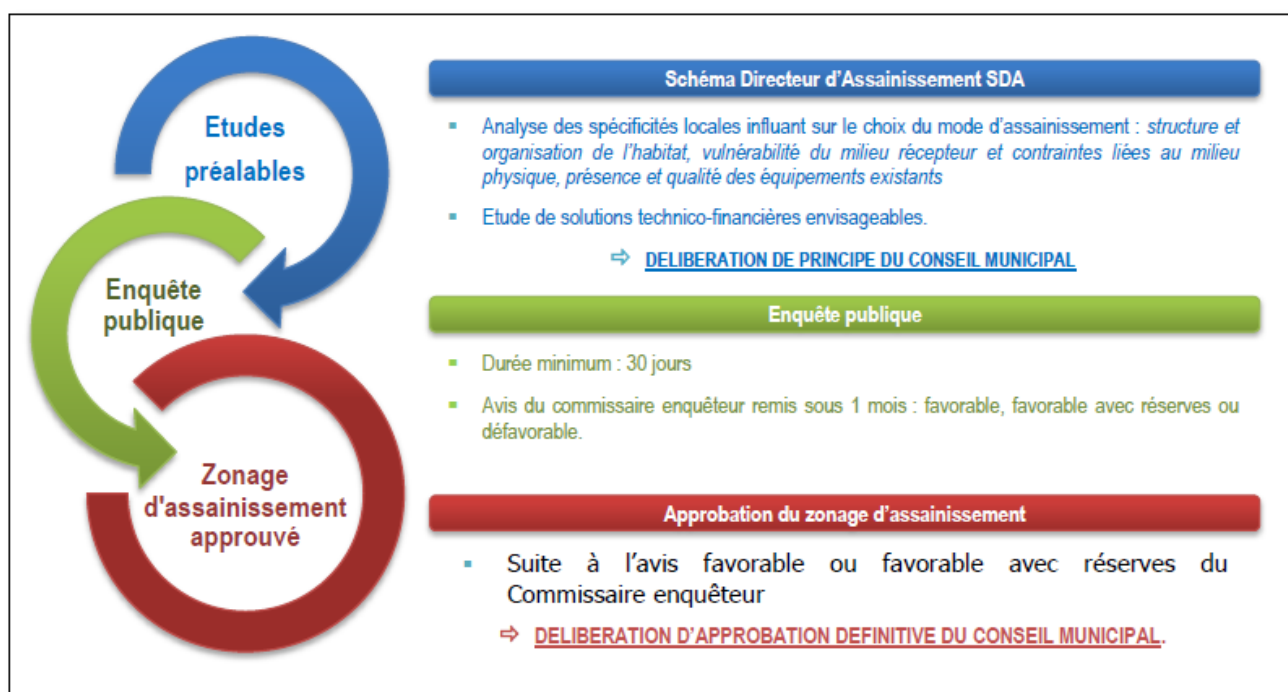 Etudes
préalables
Enquête
publique
Zonage
d'assainissement
approuvé
Schéma Directeur d'Assainissement SDA
▪ Analyse des spécificités locales influant sur le choix du mode d'assainissement : structure et
organisation de l'habitat, vulnérabilité du milieu récepteur et contraintes liées au milieu
physique, présence et qualité des équipements existants
▪ Etude de solutions technico-financières envisageables.
⇨ DELIBERATION DE PRINCIPE DU CONSEIL MUNICIPAL
Enquête publique
▪ Durée minimum : 30 jours
▪ Avis du commissaire enquêteur remis sous 1 mois : favorable, favorable avec réserves ou
défavorable.
Approbation du zonage d'assainissement
▪ Suite à l'avis favorable ou favorable avec réserves du
Commissaire enquêteur
⇨ DELIBERATION D'APPROBATION DEFINITIVE DU CONSEIL MUNICIPAL.